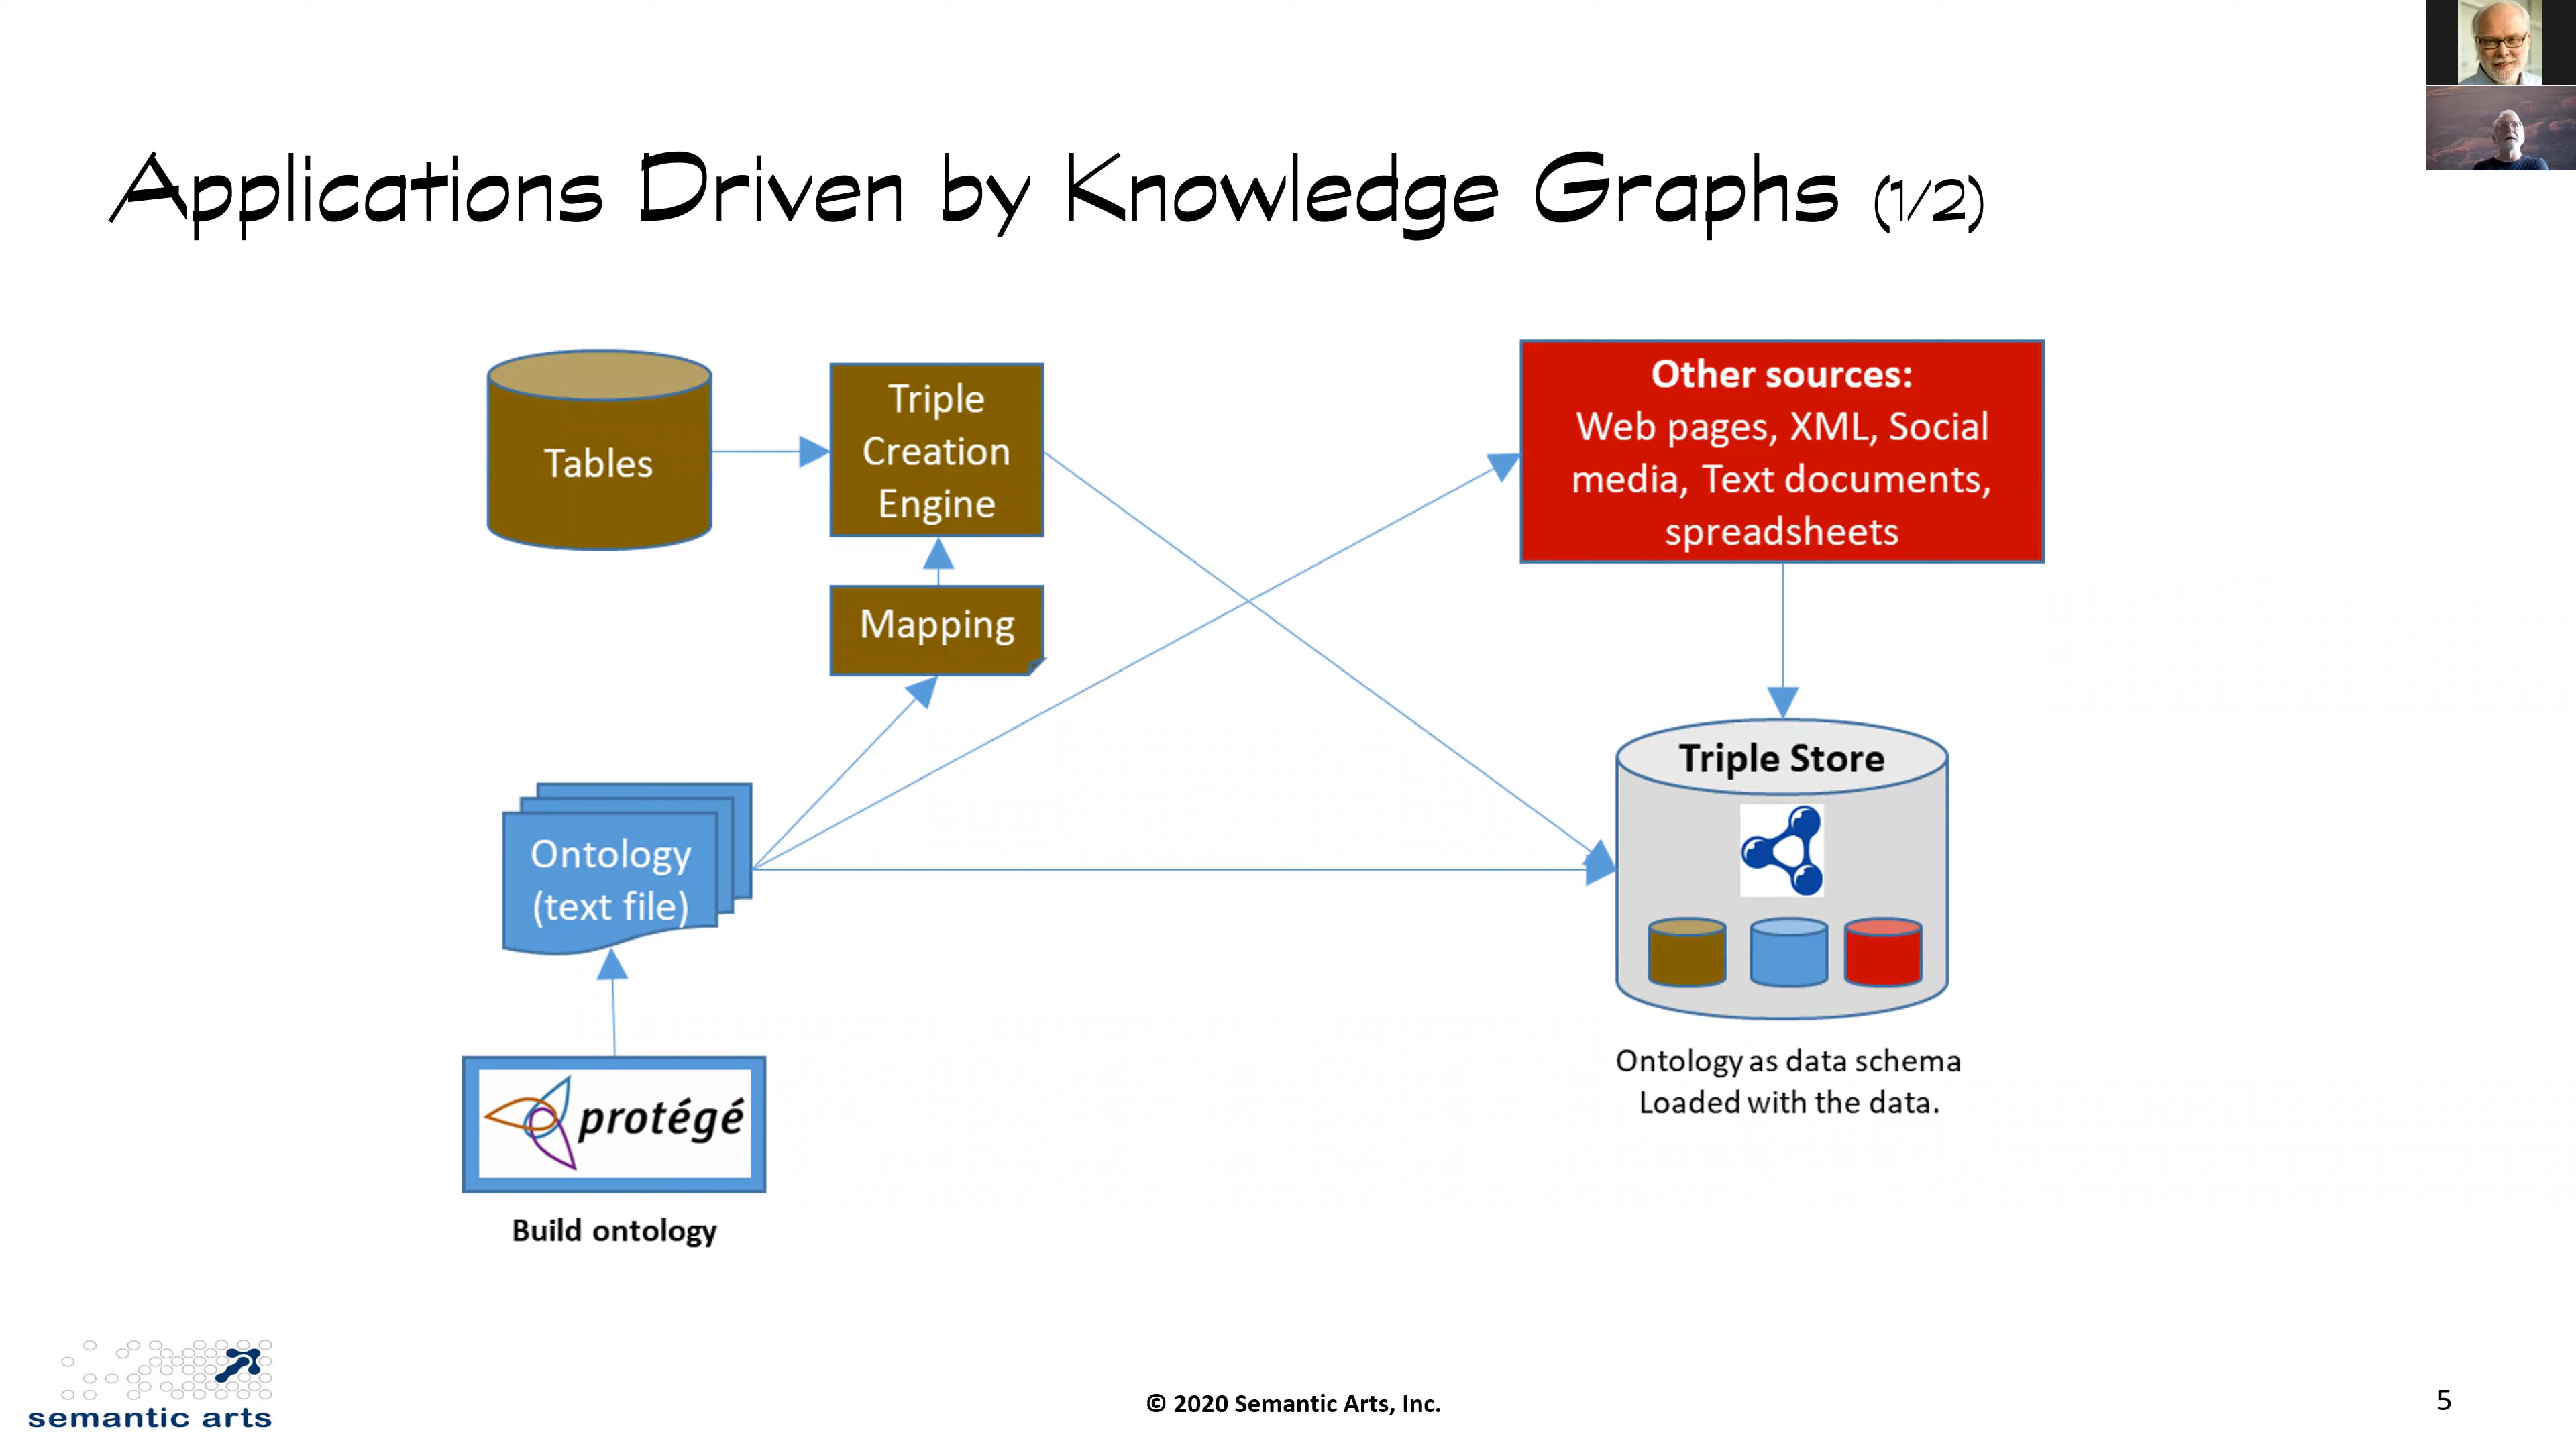 Applications Driven by Knowledge Graphs (1/2)
Tables
Triple
Creation
Engine
Mapping
Other sources:
Web pages, XML, Social
media, Text documents,
spreadsheets
Ontology
(text file)
Triple Store
protégé
Build ontology
Ontology as data schema
Loaded with the data.
semantic arts
© 2020 Semantic Arts, Inc.
5